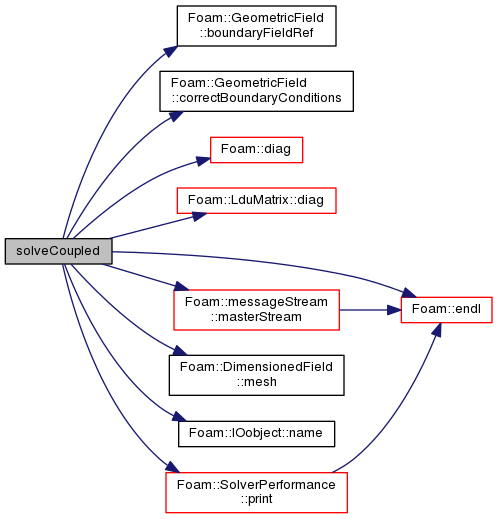 Foam::GeometricField
::boundaryFieldRef
Foam::GeometricField
::correctBoundaryConditions
Foam::diag
Foam::LduMatrix::diag
solveCoupled
Foam::messageStream
::masterStream
Foam::endl
Foam::DimensionedField
::mesh
Foam::IOobject::name
Foam::SolverPerformance
::print